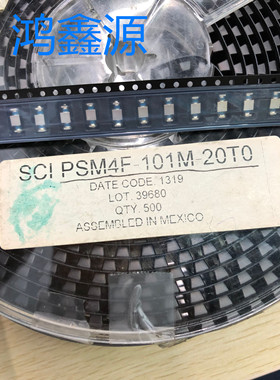 鸿鑫源
SCI PSM4F-101M-20T0
DATE CODE. 1319
LOT. 39680
QTY. 500
ASSEMBLED IN MEXICO